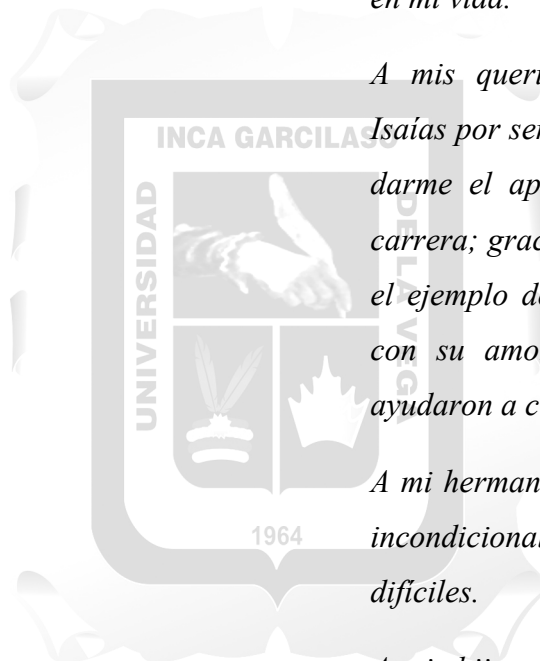 en mi vida.
A mis queri
Isaías por ser
darme el ap
carrera; grac
el ejemplo d
con su amo
ayudaron a c
A mi herman
incondicional
difíciles.
INCA GARCILASO
UNIVERSIDAD
DE LA VEGA
1964